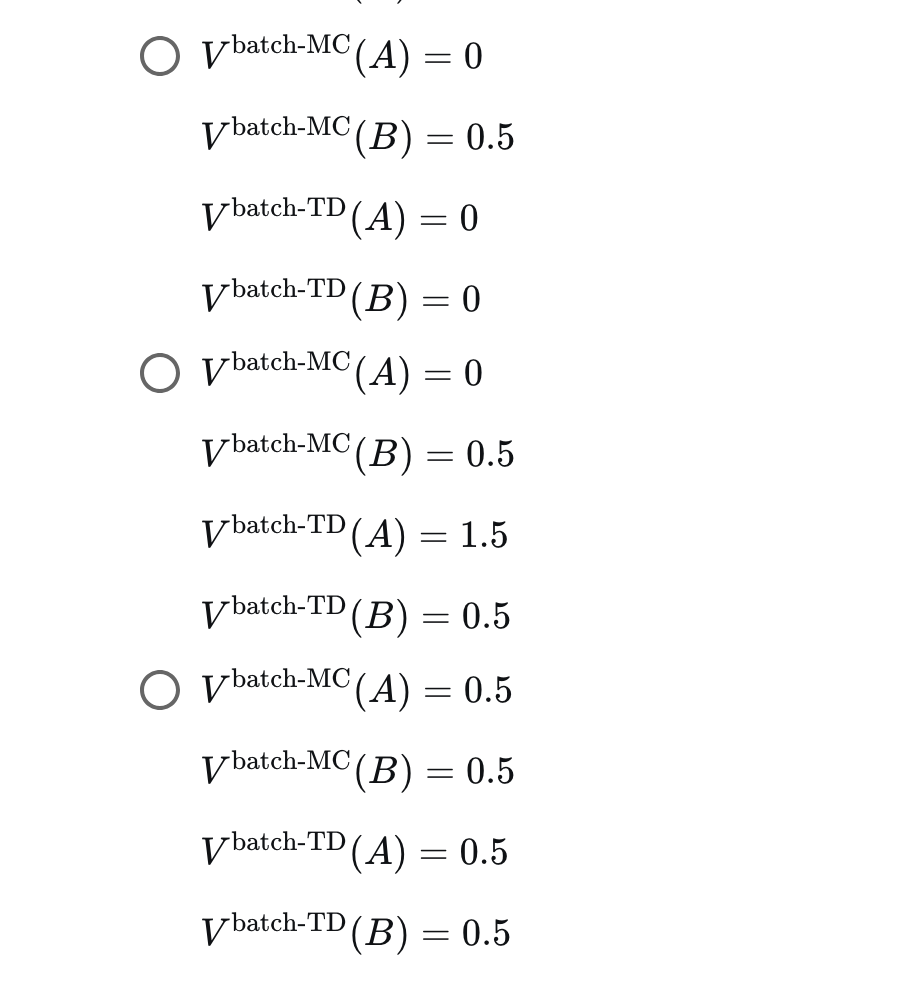 V^batch-MC(A) = 0
V^batch-MC(B) = 0.5
V^batch-TD(A) = 0
V^batch-TD(B) = 0
V^batch-MC(A) = 0
V^batch-MC(B) = 0.5
V^batch-TD(A) = 1.5
V^batch-TD(B) = 0.5
V^batch-MC(A) = 0.5
V^batch-MC(B) = 0.5
V^batch-TD(A) = 0.5
V^batch-TD(B) = 0.5